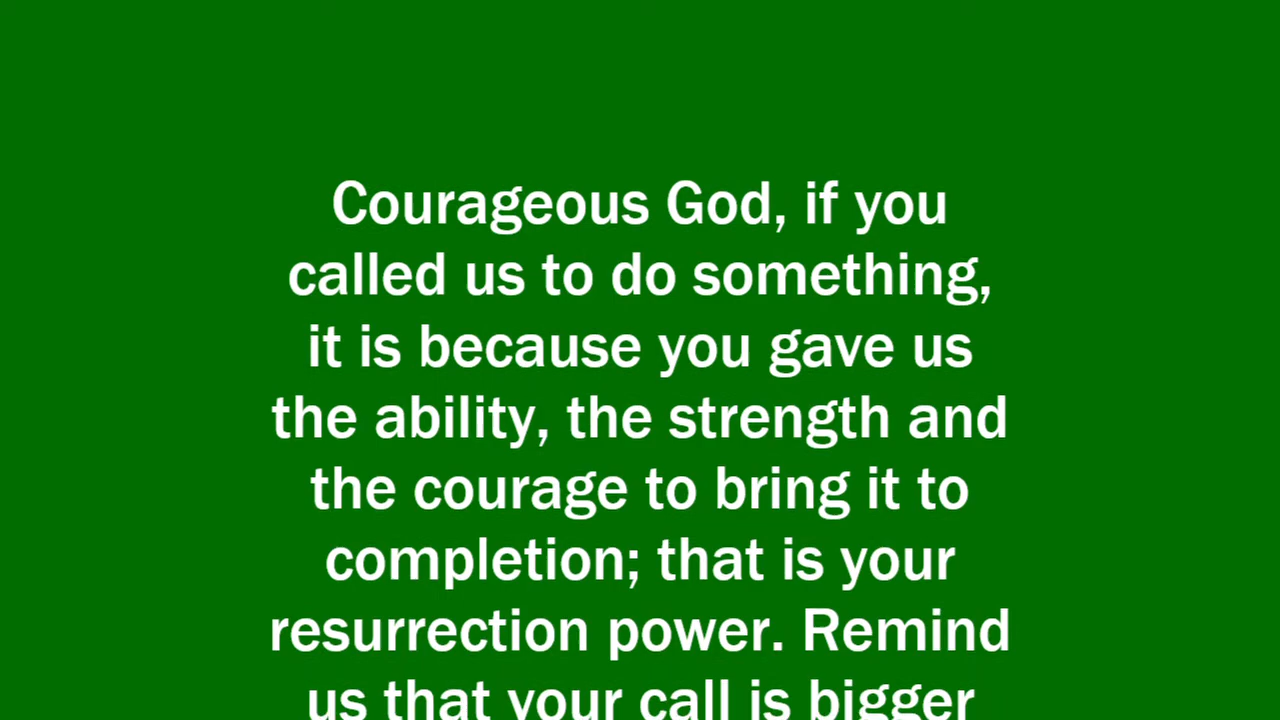 Courageous God, if you
called us to do something,
it is because you gave us
the ability, the strength and
the courage to bring it to
completion; that is your
resurrection power. Remind
us that your call is bigger